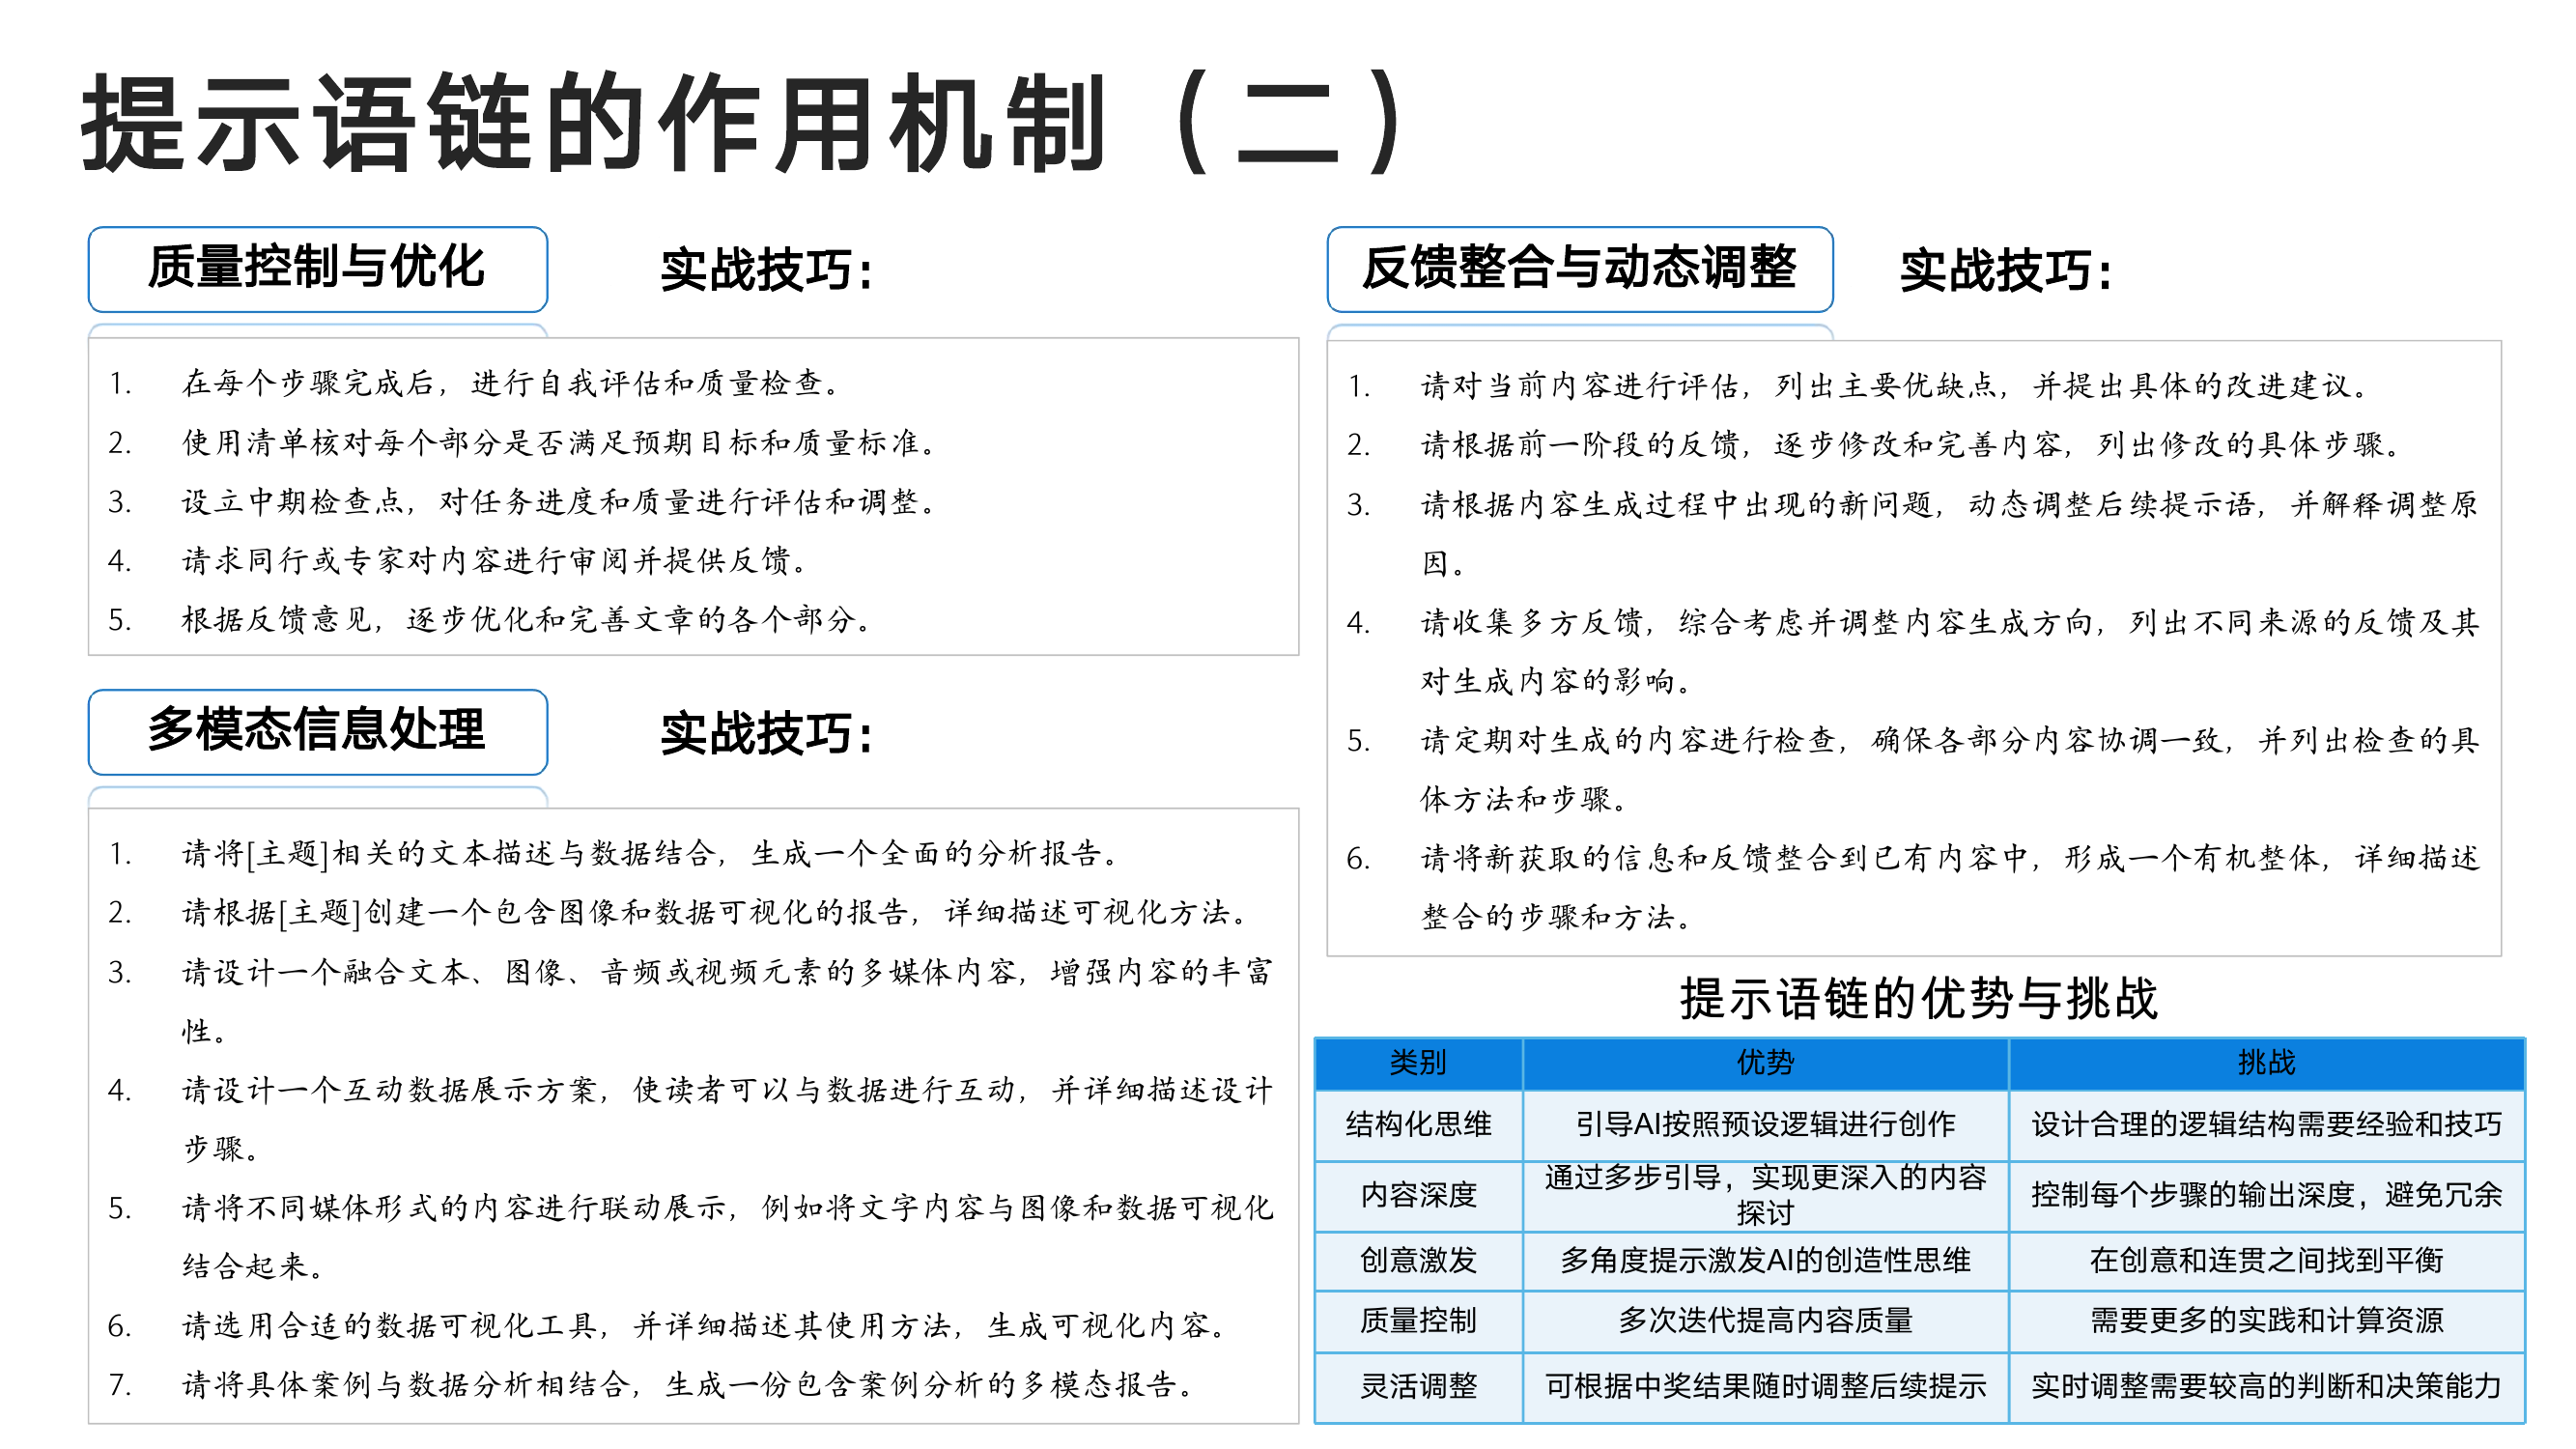 提示语链的作用机制（二）
质量控制与优化
实战技巧：
1. 在每个步骤完成后，进行自我评估和质量检查。
2. 使用清单核对每个部分是否满足预期目标和质量标准。
3. 设立中期检查点，对任务进度和质量进行评估和调整。
4. 请求同行或专家对内容进行审阅并提供反馈。
5. 根据反馈意见，逐步优化和完善文章的各个部分。
多模态信息处理
实战技巧：
1. 请将[主题]相关的文本描述与数据结合，生成一个全面的分析报告。
2. 请根据[主题]创建一个包含图像和数据可视化的报告，详细描述可视化方法。
3. 请设计一个融合文本、图像、音频或视频元素的多媒体内容，增强内容的丰富
性。
4. 请设计一个互动数据展示方案，使读者可以与数据进行互动，并详细描述设计
步骤。
5. 请将不同媒体形式的内容进行联动展示，例如将文字内容与图像和数据可视化
结合起来。
6. 请选用合适的数据可视化工具，并详细描述其使用方法，生成可视化内容。
7. 请将具体案例与数据分析相结合，生成一份包含案例分析的多模态报告。
反馈整合与动态调整
实战技巧：
1. 请对当前内容进行评估，列出主要优缺点，并提出具体的改进建议。
2. 请根据前一阶段的反馈，逐步修改和完善内容，列出修改的具体步骤。
3. 请根据内容生成过程中出现的新问题，动态调整后续提示语，并解释调整原
因。
4. 请收集多方反馈，综合考虑并调整内容生成方向，列出不同来源的反馈及其
对生成内容的影响。
5. 请定期对生成的内容进行检查，确保各部分内容协调一致，并列出检查的具
体方法和步骤。
6. 请将新获取的信息和反馈整合到已有内容中，形成一个有机整体，详细描述
整合的步骤和方法。
提示语链的优势与挑战
类别 优势 挑战
结构化思维 引导AI按照预设逻辑进行创作 设计合理的逻辑结构需要经验和技巧
内容深度 通过多步引导，实现更深入的内容
探讨 控制每个步骤的输出深度，避免冗余
创意激发 多角度提示激发AI的创造性思维 在创意和连贯之间找到平衡
质量控制 多次迭代提高内容质量 需要更多的实践和计算资源
灵活调整 可根据中奖结果随时调整后续提示 实时调整需要较高的判断和决策能力